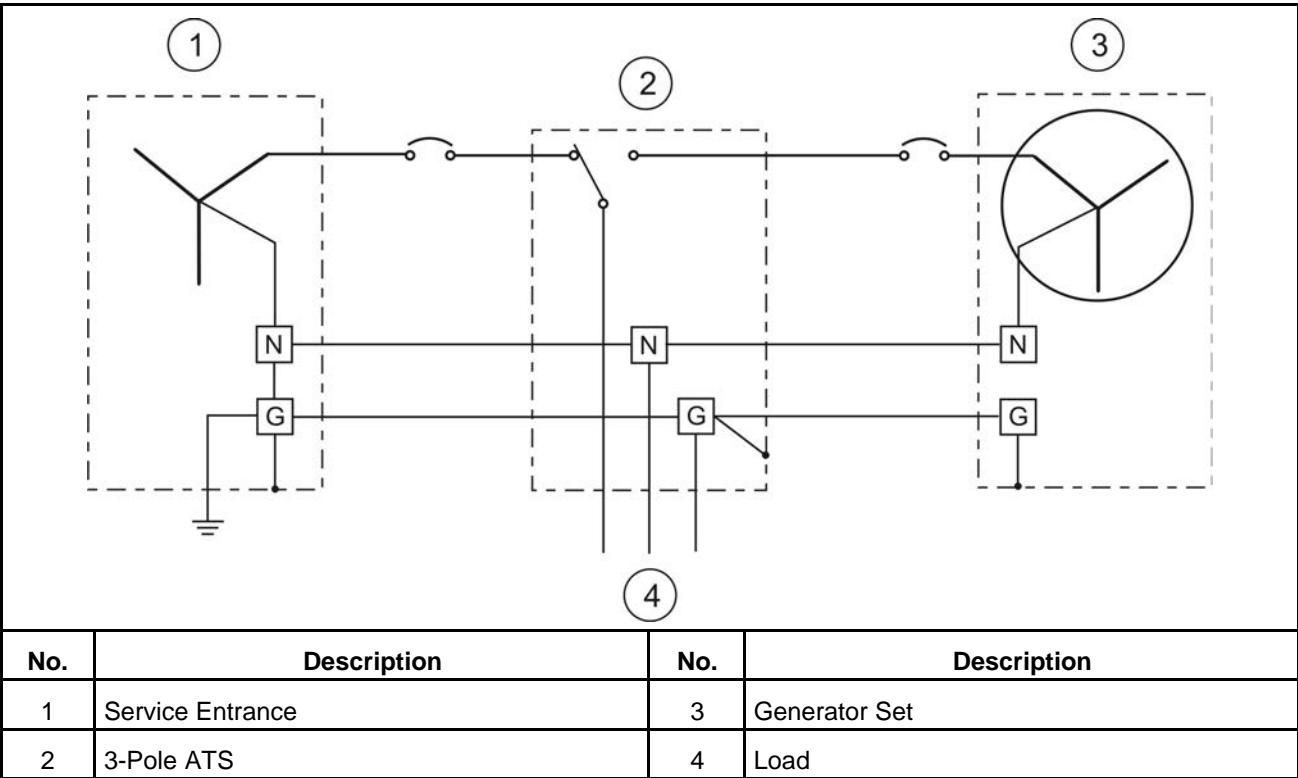 1
3
2
N
N
N
G
G
G
4
No. Description No. Description
1 Service Entrance 3 Generator Set
2 3-Pole ATS 4 Load